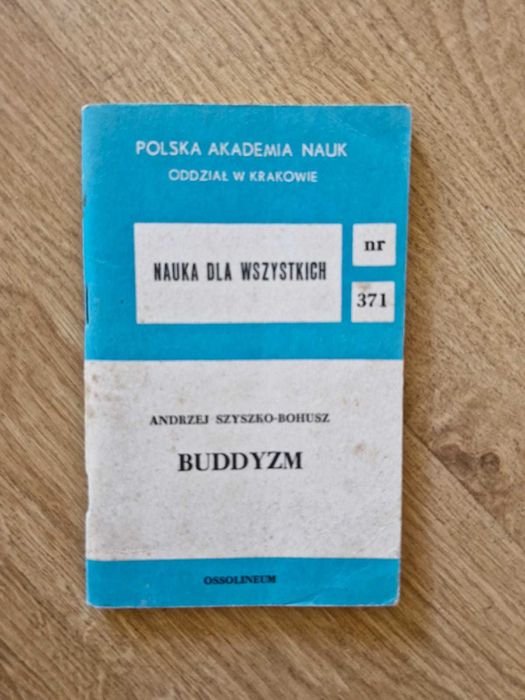 POLSKA AKADEMIA NAUK
ODDZIAŁ W KRAKOWIE
NAUKA DLA WSZYSTKICH
nr
371
ANDRZEJ SZYSZKO-BOHUSZ
BUDDYZM
OSSOLINEUM